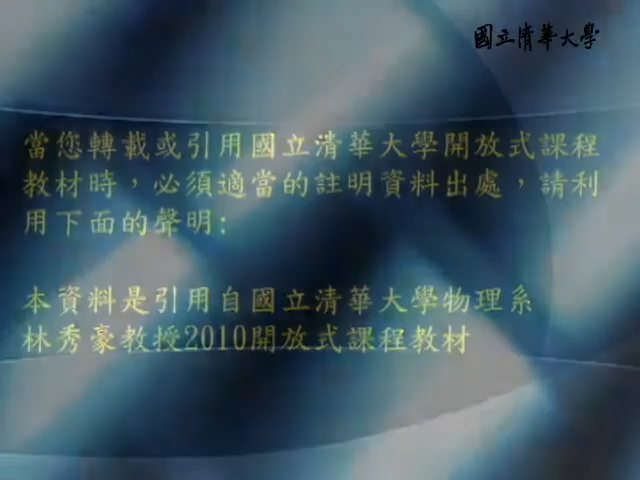 國立清華大學
當您轉載或引用國立清華大學開放式課程
教材時，必須適當的註明資料出處，請利
用下面的聲明:
本資料是引用自國立清華大學物理系
林秀豪教授2010開放式課程教材